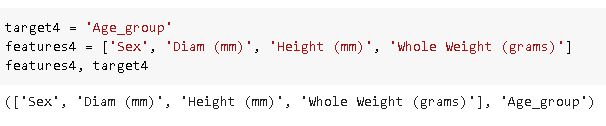 target4 = 'Age_group'
features4 = ['Sex', 'Diam (mm)', 'Height (mm)', 'Whole Weight (grams)']
features4, target4
(['Sex', 'Diam (mm)', 'Height (mm)', 'Whole Weight (grams)'], 'Age_group')